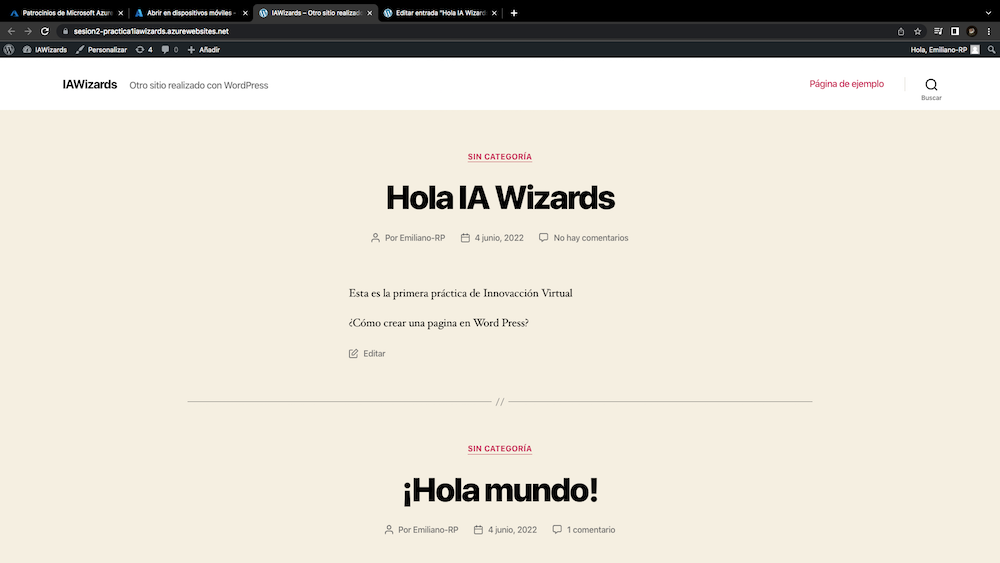 Patrocinios de Microsoft Azure
Abrir en dispositivos móviles -
IAWizards – Otro sitio realizado
Editar entrada "Hola IA Wizard
sesion2-practica1iawizards.azurewebsites.net
IAWizards Personalizar 4 0 Añadir Hola, Emiliano-RP
IAWizards Otro sitio realizado con WordPress Página de ejemplo
Buscar
SIN CATEGORÍA
Hola IA Wizards
Por Emiliano-RP 4 junio, 2022 No hay comentarios
Esta es la primera práctica de Innovacción Virtual
¿Cómo crear una pagina en Word Press?
Editar
//
SIN CATEGORÍA
¡Hola mundo!
Por Emiliano-RP 4 junio, 2022 1 comentario